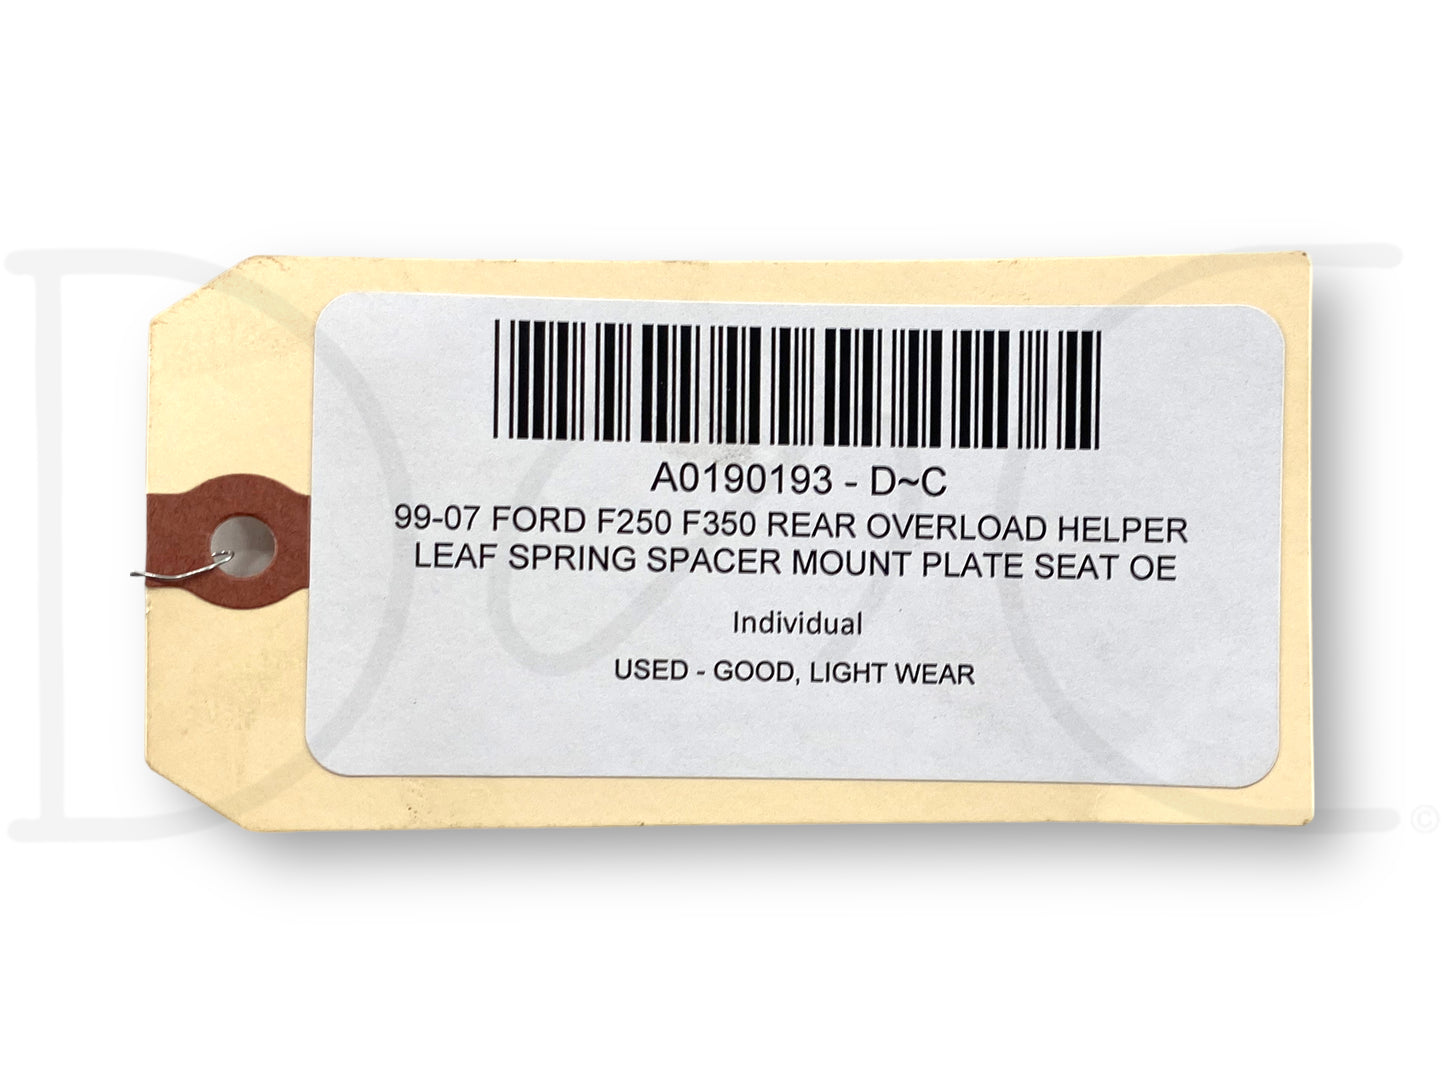 A0190193 - D~C
99-07 FORD F250 F350 REAR OVERLOAD HELPER
LEAF SPRING SPACER MOUNT PLATE SEAT OE
Individual
USED - GOOD, LIGHT WEAR
D C ©